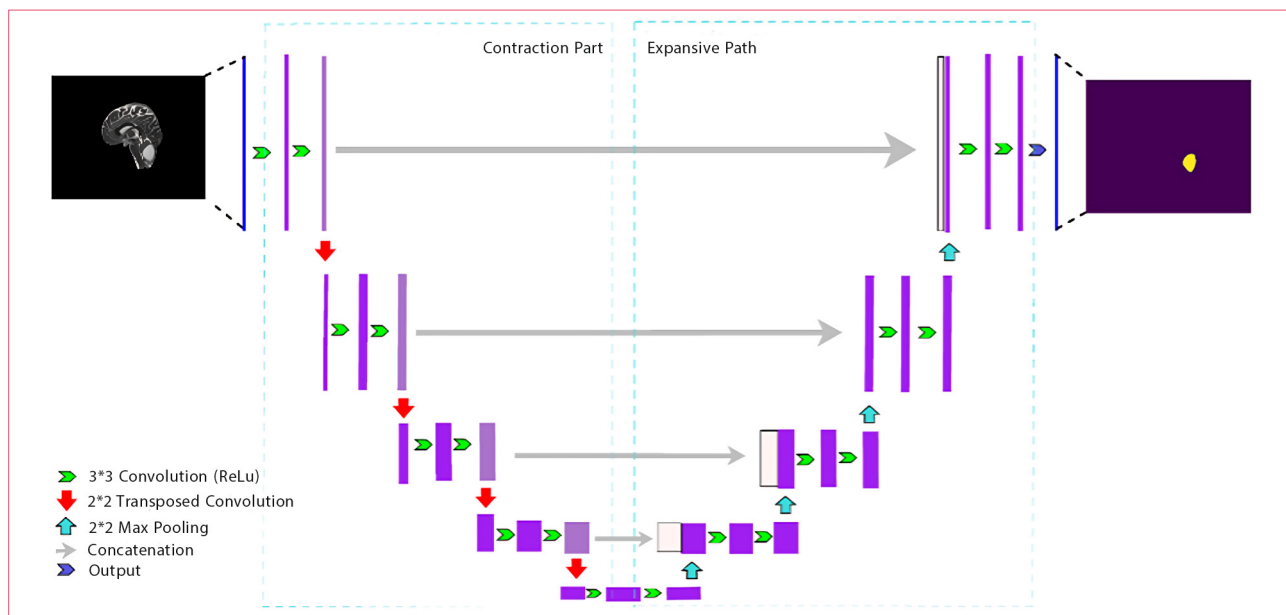 Contraction Part
Expansive Path
3*3 Convolution (ReLu)
2*2 Transposed Convolution
2*2 Max Pooling
Concatenation
Output